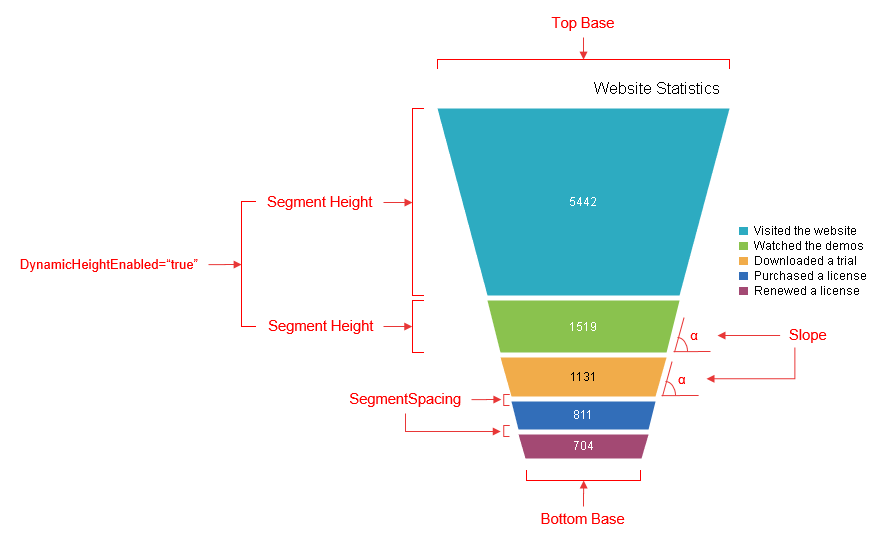 Top Base
Website Statistics
Segment Height
5442
Visited the website
Watched the demos
Downloaded a trial
Purchased a license
Renewed a license
DynamicHeightEnabled="true"
Segment Height
1519
α
Slope
1131
α
SegmentSpacing
811
704
Bottom Base